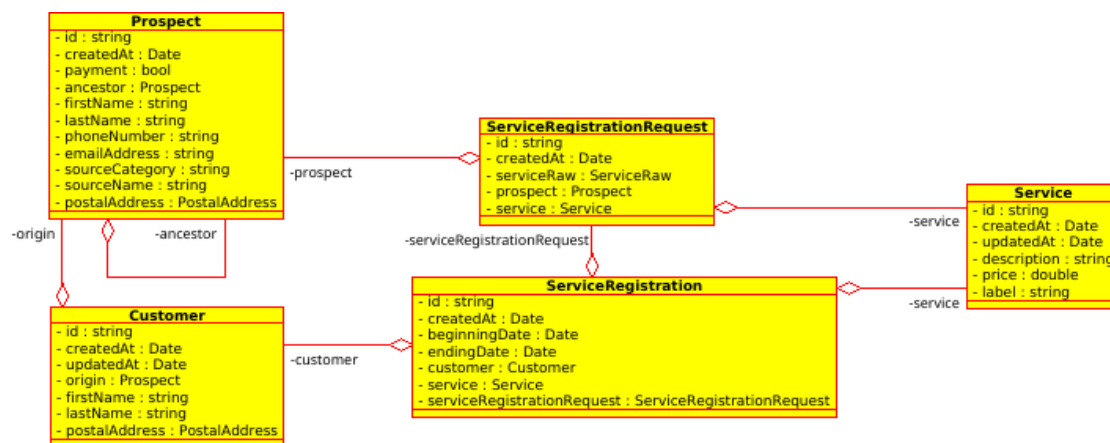 Prospect
- id : string
- createdAt : Date
- payment : bool
- ancestor : Prospect
- firstName : string
- lastName : string
- phoneNumber : string
- emailAddress : string
- sourceCategory : string
- sourceName : string
- postalAddress : PostalAddress
-origin
-ancestor
-prospect
ServiceRegistrationRequest
- id : string
- createdAt : Date
- serviceRaw : ServiceRaw
- prospect : Prospect
- service : Service
-serviceRegistrationRequest
-service
Service
- id : string
- createdAt : Date
- updatedAt : Date
- description : string
- price : double
- label : string
-service
Customer
- id : string
- createdAt : Date
- updatedAt : Date
- origin : Prospect
- firstName : string
- lastName : string
- postalAddress : PostalAddress
-customer
ServiceRegistration
- id : string
- createdAt : Date
- beginningDate : Date
- endingDate : Date
- customer : Customer
- service : Service
- serviceRegistrationRequest : ServiceRegistrationRequest